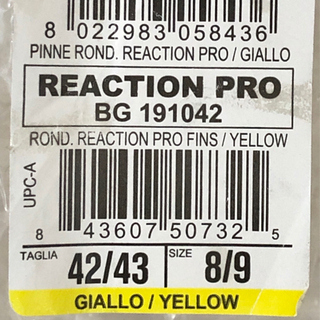 8 022983 058436
PINNE ROND. REACTION PRO / GIALLO
REACTION PRO
BG 191042
ROND. REACTION PRO FINS / YELLOW
UPC-A
8 43607 50732 5
TAGLIA 42/43 SIZE 8/9
GIALLO / YELLOW